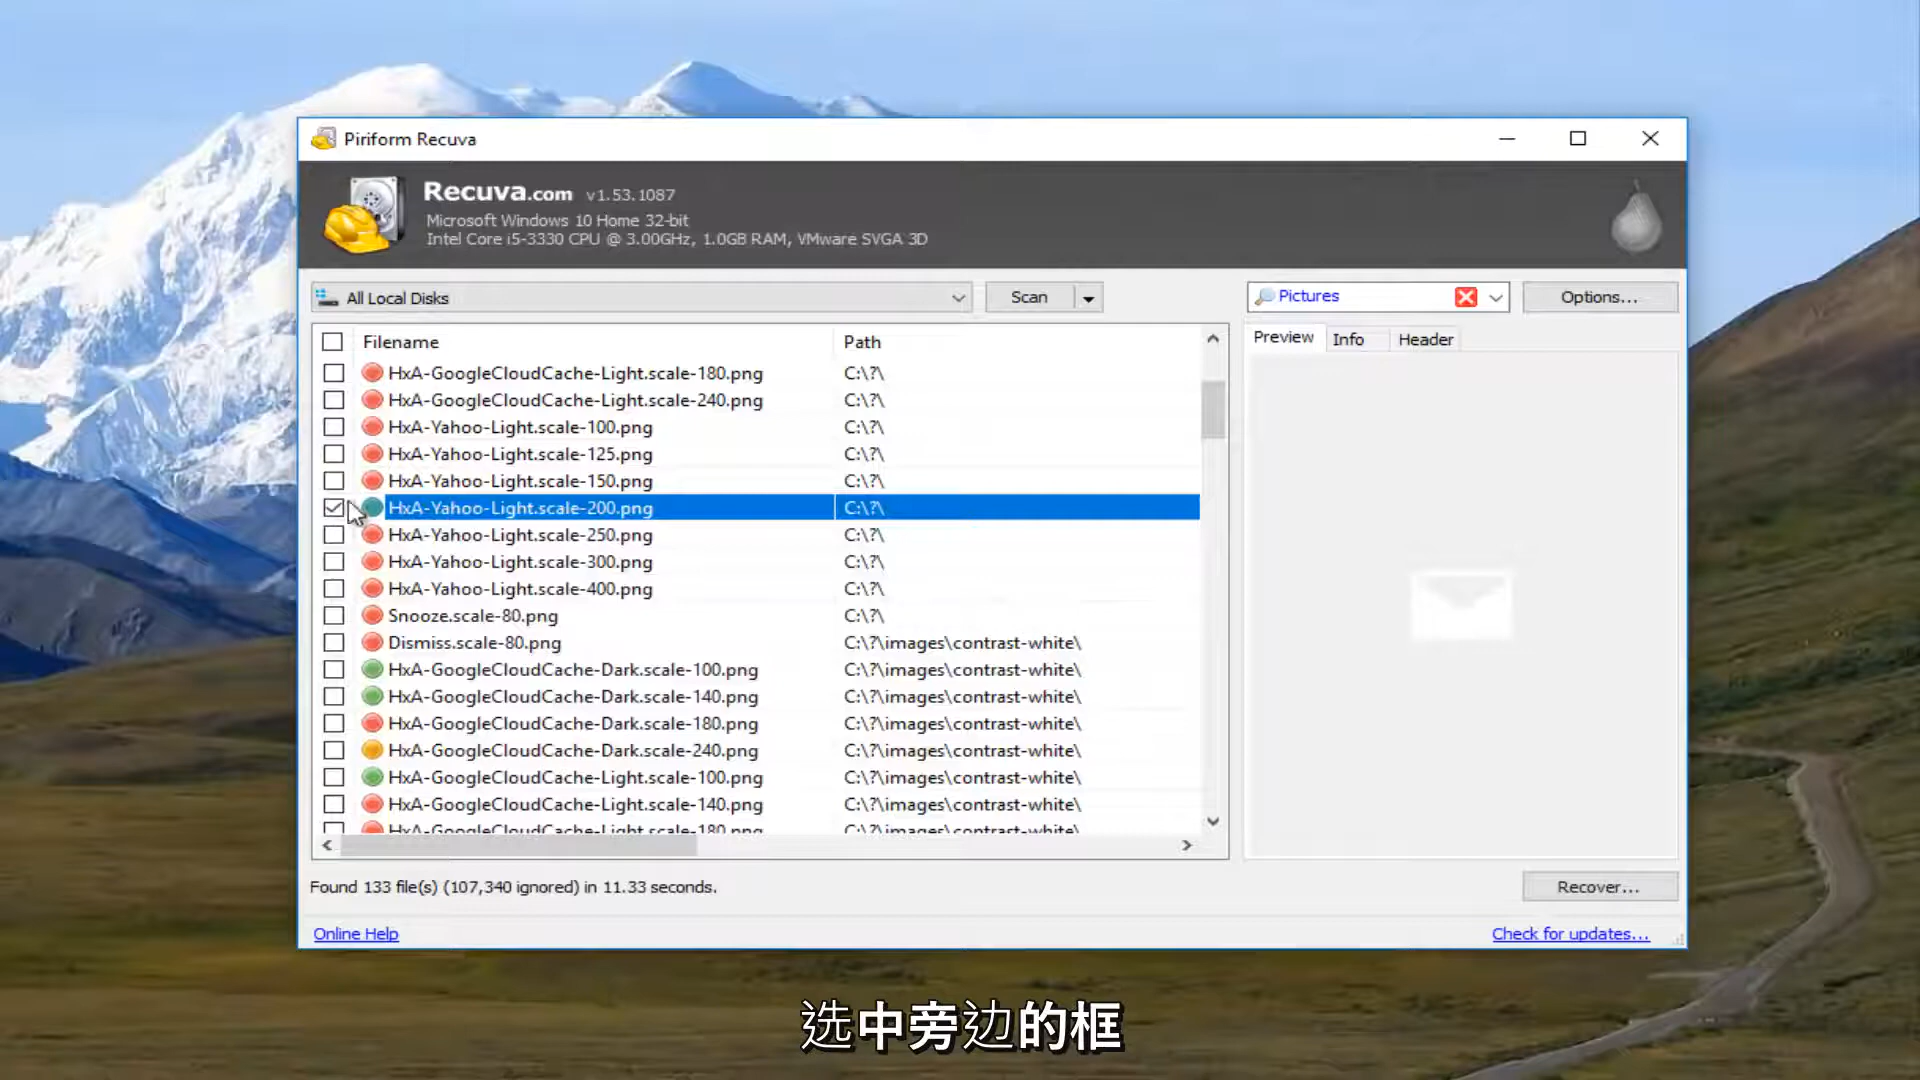 Piriform Recuva
Recuva.com v1.53.1087
Microsoft Windows 10 Home 32-bit
Intel Core i5-3330 CPU @ 3.00GHz, 1.0GB RAM, VMware SVGA 3D
All Local Disks Scan Pictures Options...
Filename Path Preview Info Header
HxA-GoogleCloudCache-Light.scale-180.png C:\?\
HxA-GoogleCloudCache-Light.scale-240.png C:\?\
HxA-Yahoo-Light.scale-100.png C:\?\
HxA-Yahoo-Light.scale-125.png C:\?\
HxA-Yahoo-Light.scale-150.png C:\?\
HxA-Yahoo-Light.scale-200.png C:\?\
HxA-Yahoo-Light.scale-250.png C:\?\
HxA-Yahoo-Light.scale-300.png C:\?\
HxA-Yahoo-Light.scale-400.png C:\?\
Snooze.scale-80.png C:\?\
Dismiss.scale-80.png C:\?\images\contrast-white\
HxA-GoogleCloudCache-Dark.scale-100.png C:\?\images\contrast-white\
HxA-GoogleCloudCache-Dark.scale-140.png C:\?\images\contrast-white\
HxA-GoogleCloudCache-Dark.scale-180.png C:\?\images\contrast-white\
HxA-GoogleCloudCache-Dark.scale-240.png C:\?\images\contrast-white\
HxA-GoogleCloudCache-Light.scale-100.png C:\?\images\contrast-white\
HxA-GoogleCloudCache-Light.scale-140.png C:\?\images\contrast-white\
HxA-GoogleCloudCache-Light.scale-180.png C:\?\images\contrast-white\
Found 133 file(s) (107,340 ignored) in 11.33 seconds. Recover...
Online Help Check for updates...
选中旁边的框